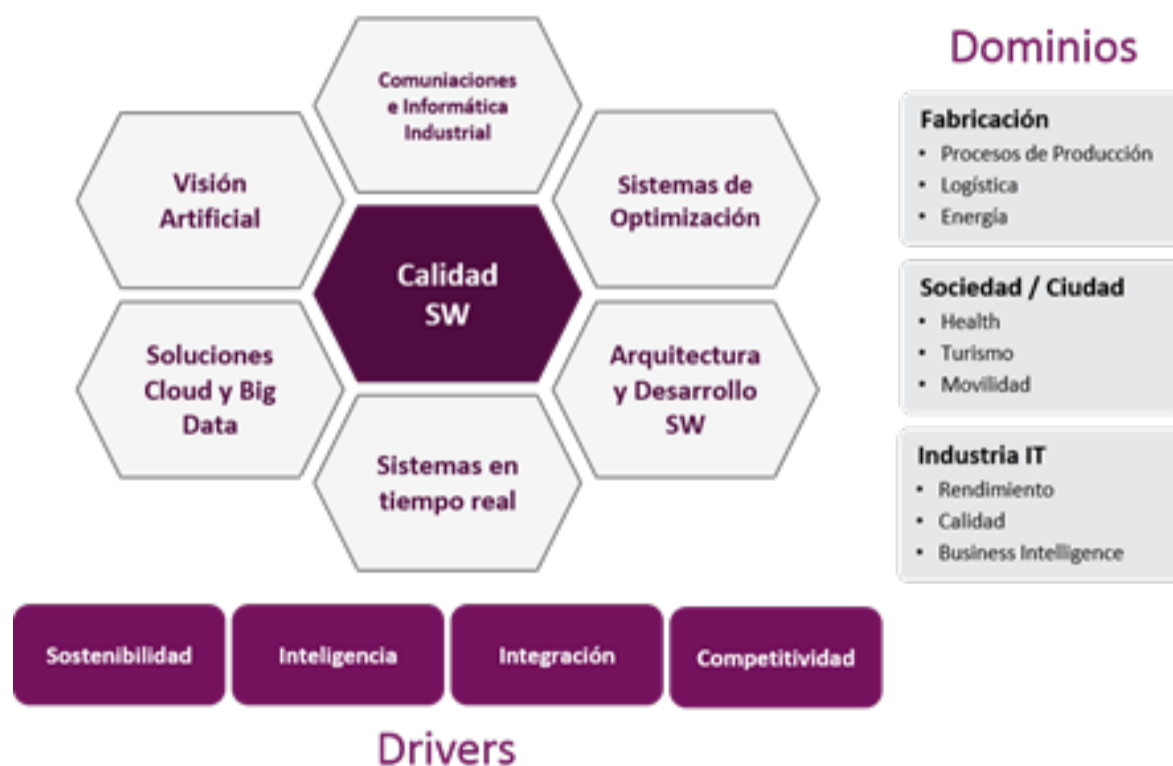 Comuniaciones
e Informática
Industrial
Visión
Artificial
Sistemas de
Optimización
Calidad
SW
Soluciones
Cloud y Big
Data
Arquitectura
y Desarrollo
SW
Sistemas en
tiempo real
Dominios
Fabricación
• Procesos de Producción
• Logística
• Energía
Sociedad / Ciudad
• Health
• Turismo
• Movilidad
Industria IT
• Rendimiento
• Calidad
• Business Intelligence
Sostenibilidad
Inteligencia
Integración
Competitividad
Drivers